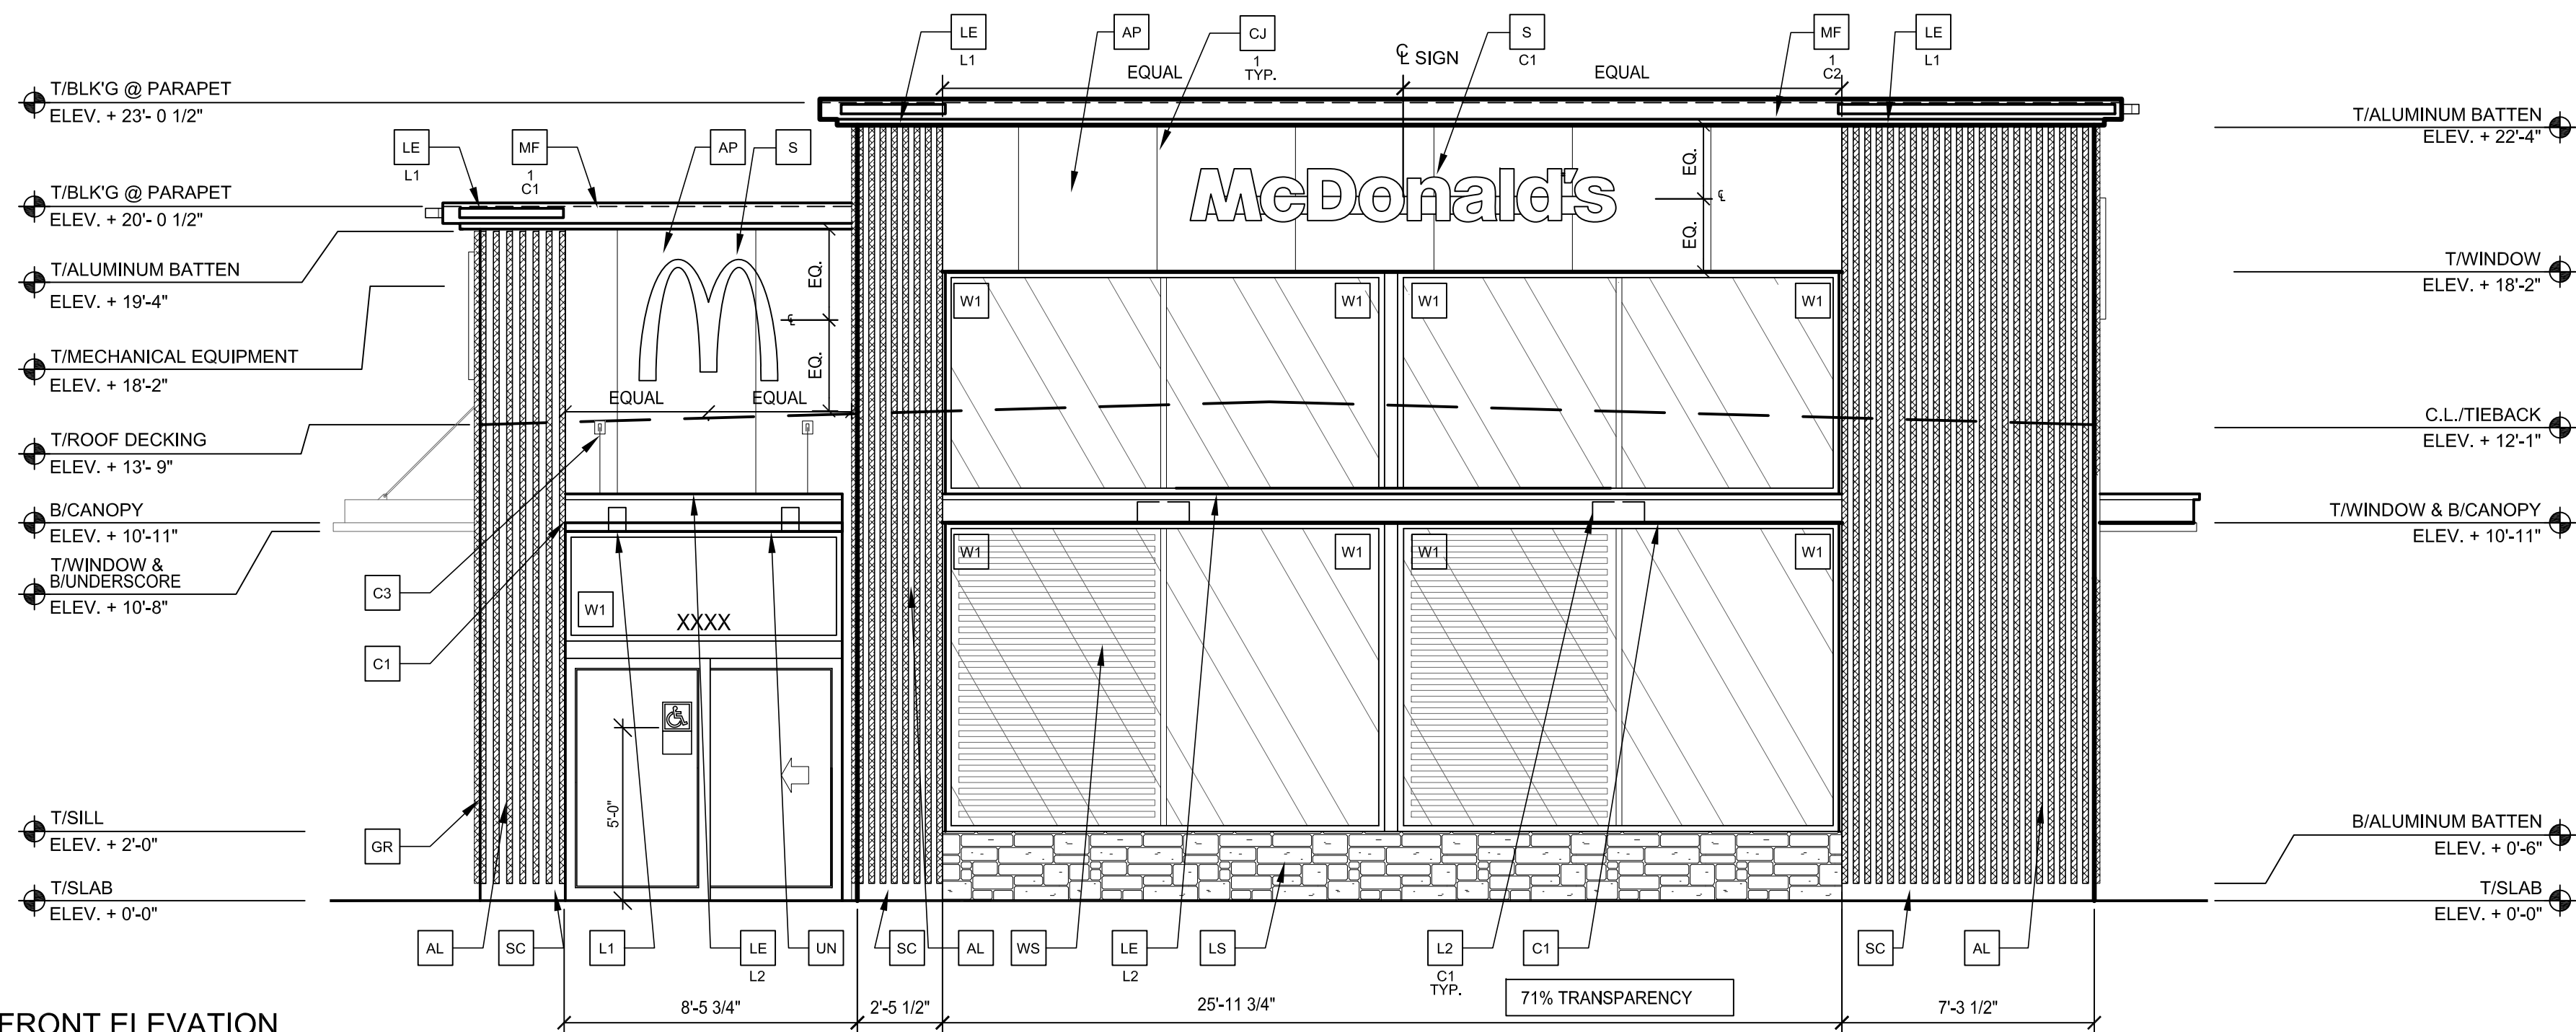 LE
L1
AP
CJ
1
TYP.
S
C1
MF
1
C2
LE
L1
EQUAL
℄ SIGN
EQUAL
T/BLK'G @ PARAPET
ELEV. + 23'- 0 1/2"
T/BLK'G @ PARAPET
ELEV. + 20'- 0 1/2"
T/ALUMINUM BATTEN
ELEV. + 19'-4"
T/MECHANICAL EQUIPMENT
ELEV. + 18'-2"
T/ROOF DECKING
ELEV. + 13'- 9"
B/CANOPY
ELEV. + 10'-11"
T/WINDOW &
B/UNDERSCORE
ELEV. + 10'-8"
T/SILL
ELEV. + 2'-0"
T/SLAB
ELEV. + 0'-0"
LE
L1
MF
1
C1
AP
S
EQ.
℄
EQ.
EQUAL
EQUAL
McDonald's
EQ.
℄
EQ.
W1
W1
W1
W1
W1
W1
W1
W1
W1
XXXX
5'-0"
C3
C1
GR
T/ALUMINUM BATTEN
ELEV. + 22'-4"
T/WINDOW
ELEV. + 18'-2"
C.L./TIEBACK
ELEV. + 12'-1"
T/WINDOW & B/CANOPY
ELEV. + 10'-11"
B/ALUMINUM BATTEN
ELEV. + 0'-6"
T/SLAB
ELEV. + 0'-0"
AL
SC
L1
LE
L2
UN
SC
AL
WS
LE
L2
LS
L2
C1
TYP.
C1
SC
AL
71% TRANSPARENCY
8'-5 3/4"
2'-5 1/2"
25'-11 3/4"
7'-3 1/2"
FRONT ELEVATION